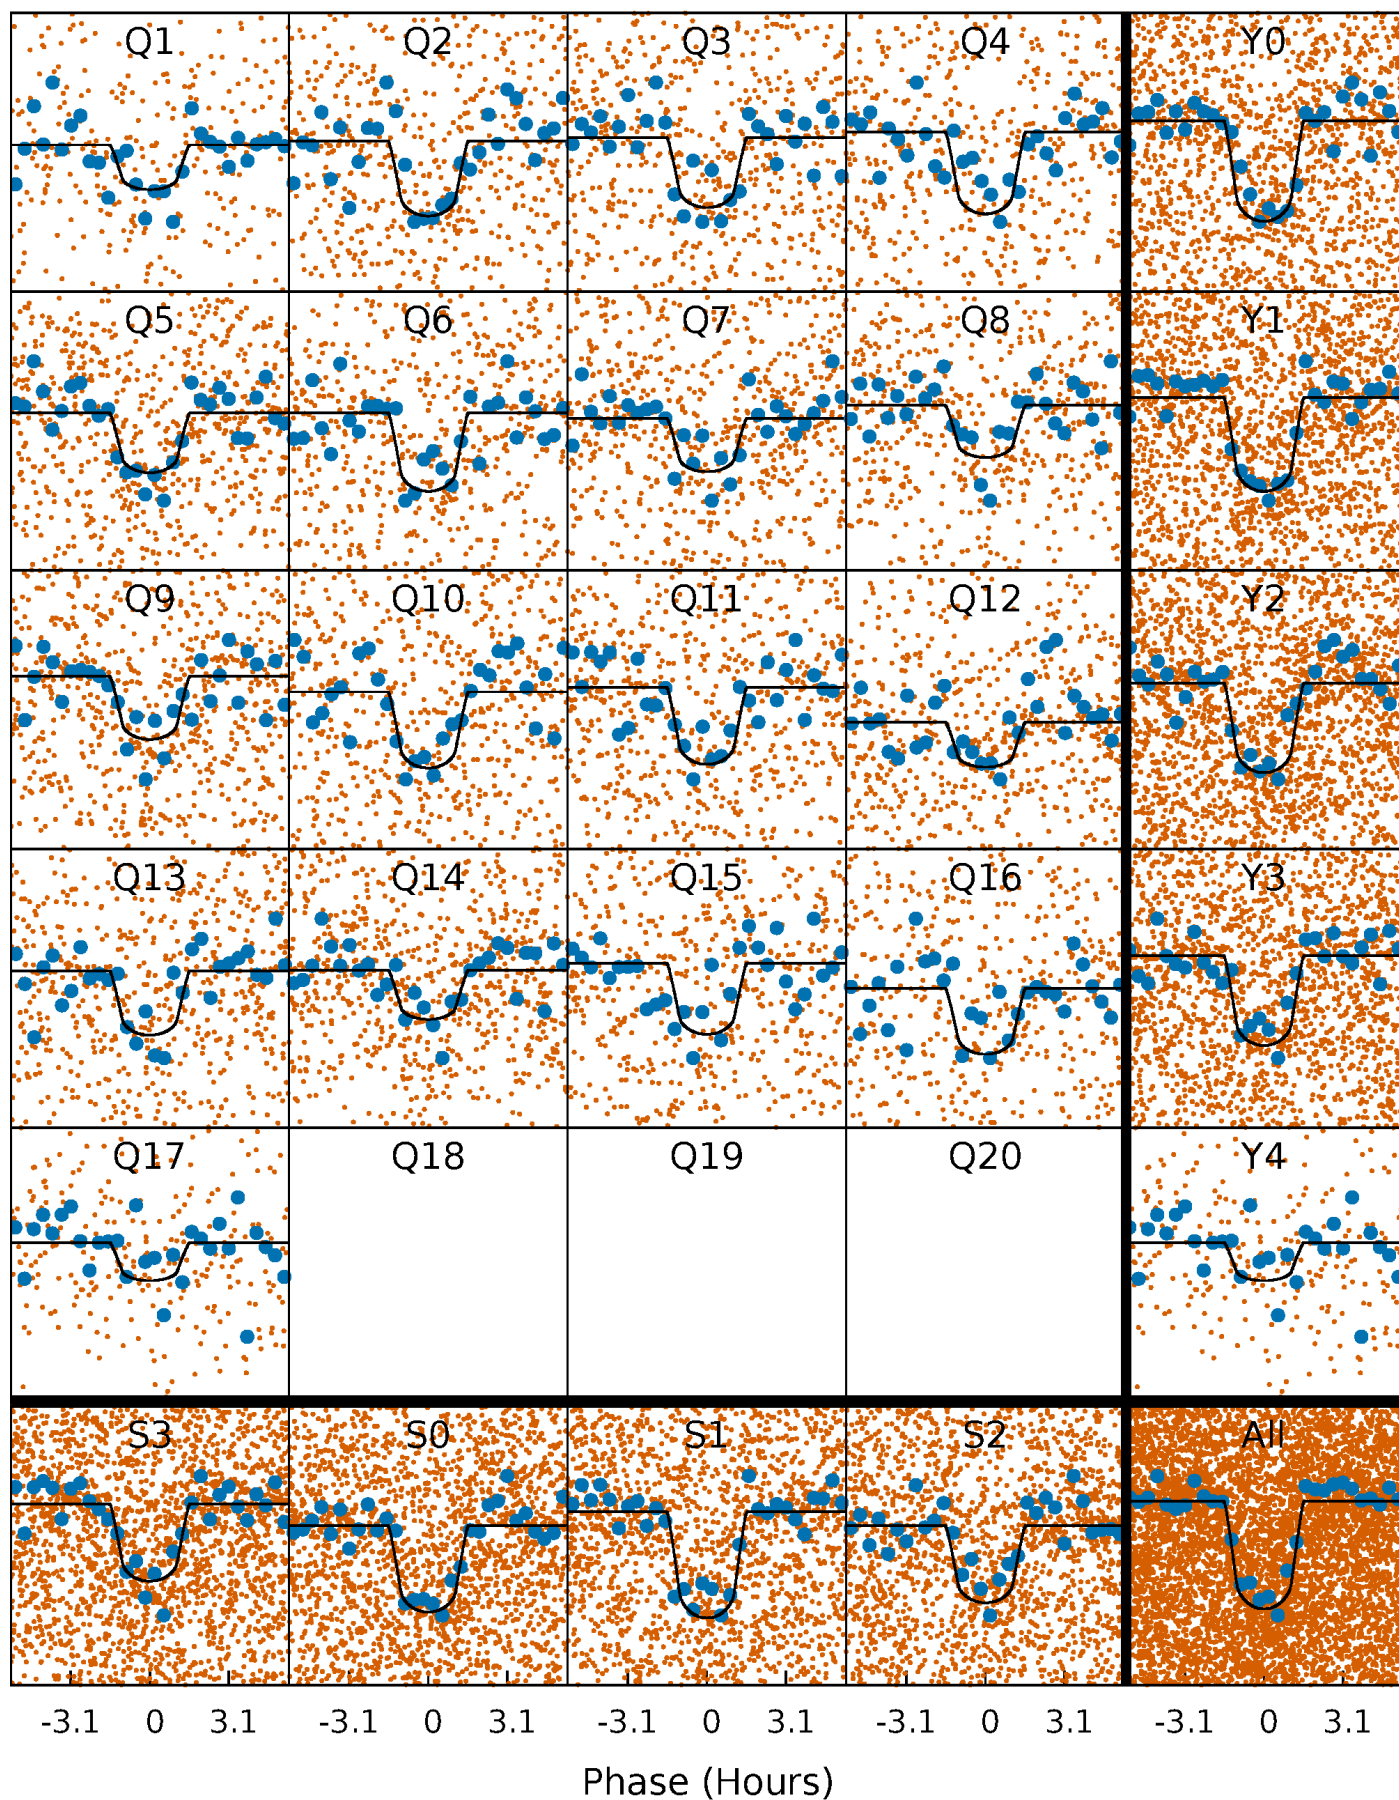 Q1 Q2 Q3 Q4 Y0
Q5 Q6 Q7 Q8 Y1
Q9 Q10 Q11 Q12 Y2
Q13 Q14 Q15 Q16 Y3
Q17 Q18 Q19 Q20 Y4
S3 S0 S1 S2 All
-3.1 0 3.1 -3.1 0 3.1 -3.1 0 3.1 -3.1 0 3.1 -3.1 0 3.1
Phase (Hours)